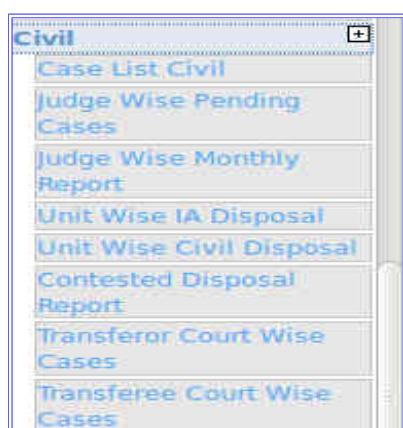 Civil
Case List Civil
Judge Wise Pending
Cases
Judge Wise Monthly
Report
Unit Wise IA Disposal
Unit Wise Civil Disposal
Contested Disposal
Report
Transferor Court Wise
Cases
Transferee Court Wise
Cases